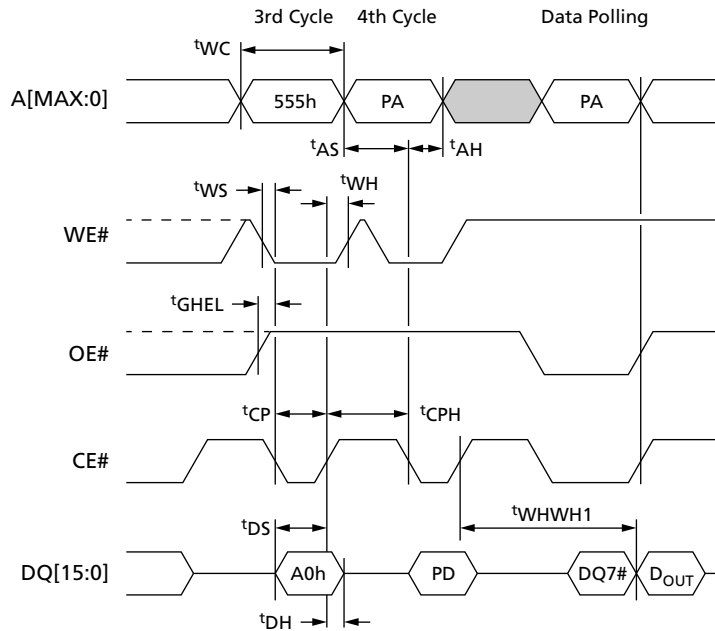 3rd Cycle 4th Cycle Data Polling
tWC
A[MAX:0] 555h PA PA
tAS tAH
tWS tWH
WE#
tGHEL
OE#
tCP tCPH
CE#
tWHWH1
tDS
DQ[15:0] A0h PD DQ7# DOUT
tDH